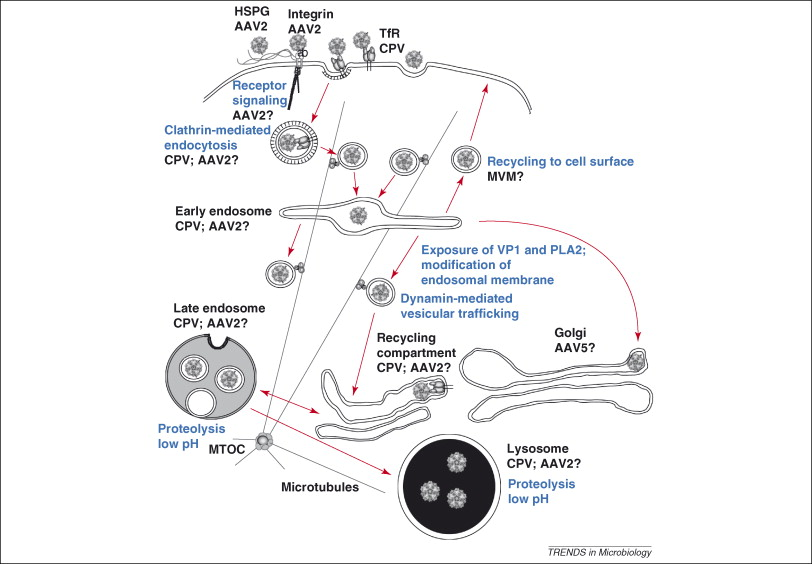 HSPG
AAV2
Integrin
AAV2
TfR
CPV
Receptor
signaling
AAV2?
Clathrin-mediated
endocytosis
CPV; AAV2?
Recycling to cell surface
MVM?
Early endosome
CPV; AAV2?
Exposure of VP1 and PLA2;
modification of
endosomal membrane
Dynamin-mediated
vesicular trafficking
Late endosome
CPV; AAV2?
Recycling
compartment
CPV; AAV2?
Golgi
AAV5?
Proteolysis
low pH
MTOC
Microtubules
Lysosome
CPV; AAV2?
Proteolysis
low pH
TRENDS in Microbiology